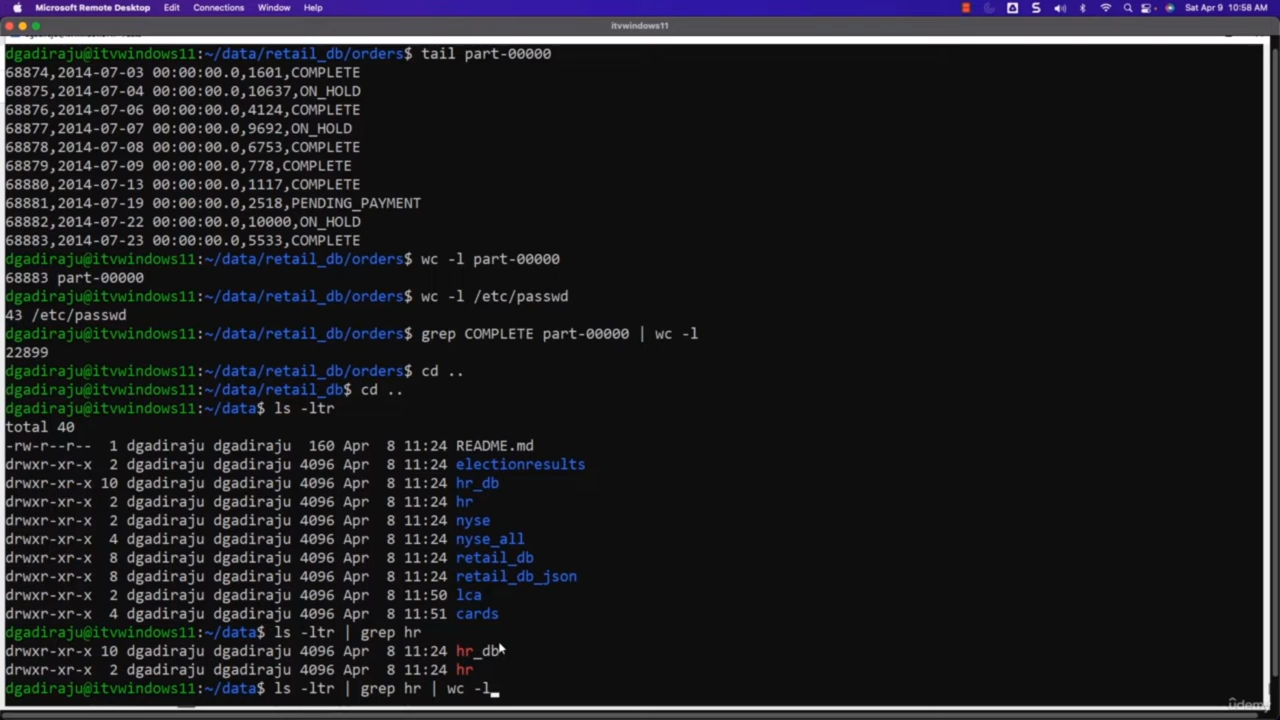 Microsoft Remote Desktop Edit Connections Window Help Sat Apr 9 10:58 AM
itvwindows11
dgadiraju@itvwindows11:~/data/retail_db/orders$ tail part-00000
68874,2014-07-03 00:00:00.0,1601,COMPLETE
68875,2014-07-04 00:00:00.0,10637,ON_HOLD
68876,2014-07-06 00:00:00.0,4124,COMPLETE
68877,2014-07-07 00:00:00.0,9692,ON_HOLD
68878,2014-07-08 00:00:00.0,6753,COMPLETE
68879,2014-07-09 00:00:00.0,778,COMPLETE
68880,2014-07-13 00:00:00.0,1117,COMPLETE
68881,2014-07-19 00:00:00.0,2518,PENDING_PAYMENT
68882,2014-07-22 00:00:00.0,10000,ON_HOLD
68883,2014-07-23 00:00:00.0,5533,COMPLETE
dgadiraju@itvwindows11:~/data/retail_db/orders$ wc -l part-00000
68883 part-00000
dgadiraju@itvwindows11:~/data/retail_db/orders$ wc -l /etc/passwd
43 /etc/passwd
dgadiraju@itvwindows11:~/data/retail_db/orders$ grep COMPLETE part-00000 | wc -l
22899
dgadiraju@itvwindows11:~/data/retail_db/orders$ cd ..
dgadiraju@itvwindows11:~/data/retail_db$ cd ..
dgadiraju@itvwindows11:~/data$ ls -ltr
total 40
-rw-r--r-- 1 dgadiraju dgadiraju 160 Apr 8 11:24 README.md
drwxr-xr-x 2 dgadiraju dgadiraju 4096 Apr 8 11:24 electionresults
drwxr-xr-x 10 dgadiraju dgadiraju 4096 Apr 8 11:24 hr_db
drwxr-xr-x 2 dgadiraju dgadiraju 4096 Apr 8 11:24 hr
drwxr-xr-x 2 dgadiraju dgadiraju 4096 Apr 8 11:24 nyse
drwxr-xr-x 4 dgadiraju dgadiraju 4096 Apr 8 11:24 nyse_all
drwxr-xr-x 8 dgadiraju dgadiraju 4096 Apr 8 11:24 retail_db
drwxr-xr-x 8 dgadiraju dgadiraju 4096 Apr 8 11:24 retail_db_json
drwxr-xr-x 2 dgadiraju dgadiraju 4096 Apr 8 11:50 lca
drwxr-xr-x 4 dgadiraju dgadiraju 4096 Apr 8 11:51 cards
dgadiraju@itvwindows11:~/data$ ls -ltr | grep hr
drwxr-xr-x 10 dgadiraju dgadiraju 4096 Apr 8 11:24 hr_db
drwxr-xr-x 2 dgadiraju dgadiraju 4096 Apr 8 11:24 hr
dgadiraju@itvwindows11:~/data$ ls -ltr | grep hr | wc -l
udemy